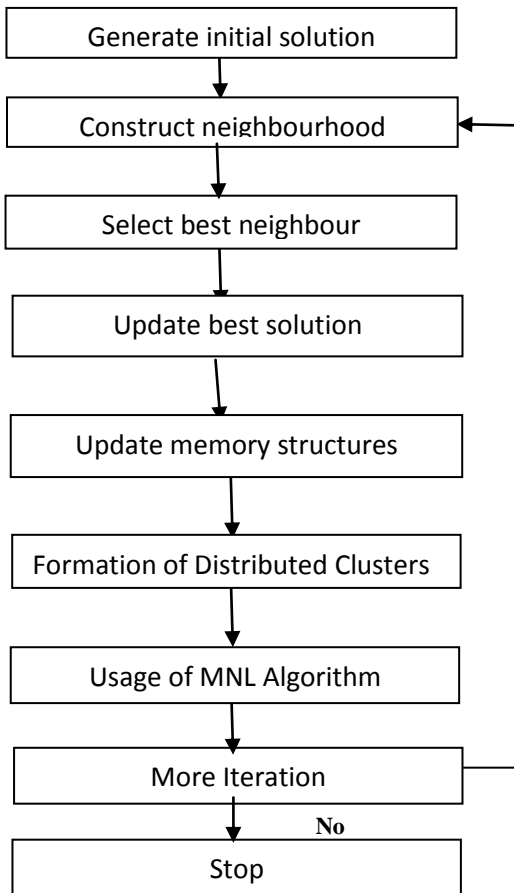 Generate initial solution
Construct neighbourhood
Select best neighbour
Update best solution
Update memory structures
Formation of Distributed Clusters
Usage of MNL Algorithm
More Iteration
No
Stop